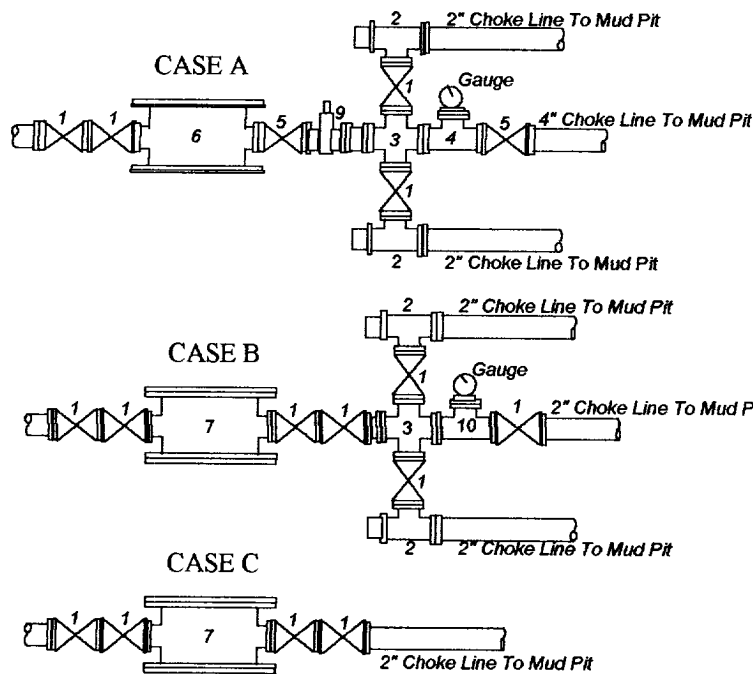 2
2" Choke Line To Mud Pit
CASE A
Gauge
1
1
1
5
9
6
3
4
5
4" Choke Line To Mud Pit
1
2
2" Choke Line To Mud Pit
2
2" Choke Line To Mud Pit
CASE B
Gauge
1
1
1
7
1
1
3
10
1
2" Choke Line To Mud P
1
2
2" Choke Line To Mud Pit
CASE C
1
1
7
1
1
2" Choke Line To Mud Pit